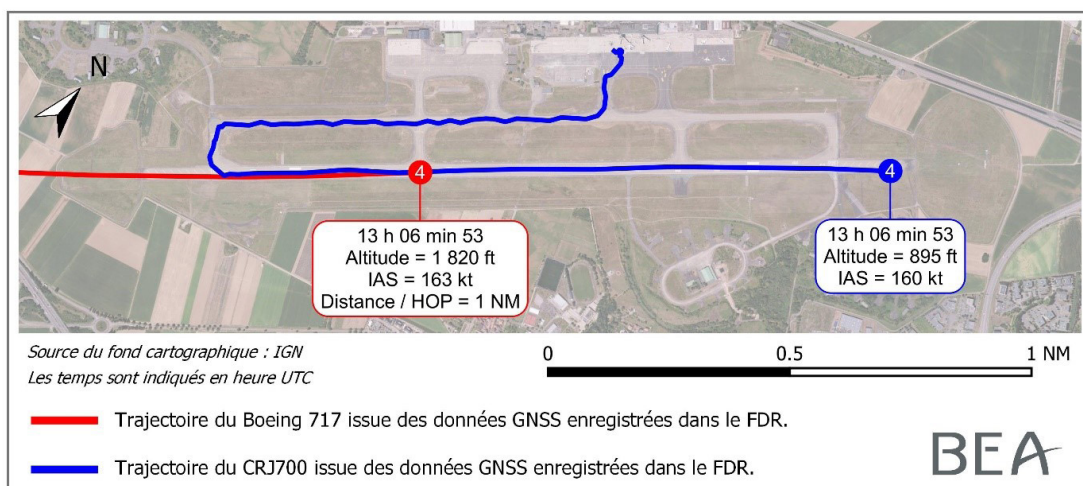 N
4
4
13 h 06 min 53
Altitude = 1 820 ft
IAS = 163 kt
Distance / HOP = 1 NM
13 h 06 min 53
Altitude = 895 ft
IAS = 160 kt
Source du fond cartographique : IGN
Les temps sont indiqués en heure UTC
0 0.5 1 NM
Trajectoire du Boeing 717 issue des données GNSS enregistrées dans le FDR.
Trajectoire du CRJ700 issue des données GNSS enregistrées dans le FDR.
BEA